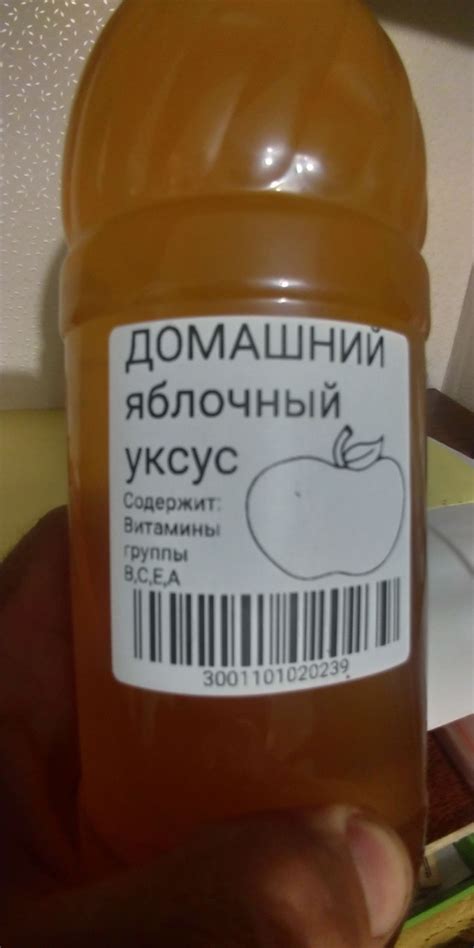 ДОМАШНИЙ
яблочный
уксус
Содержит:
Витамины
группы
B,C,E,A
3001101020239